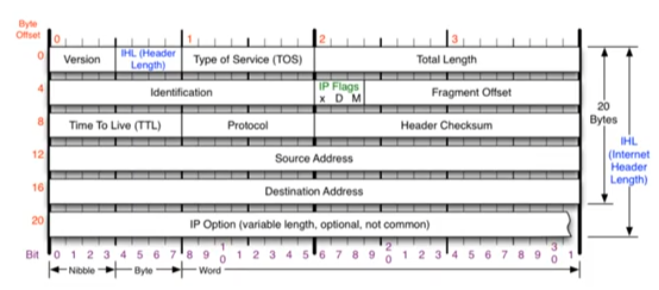 Byte
Offset
0 1 2 3
0 Version IHL (Header Length) Type of Service (TOS) Total Length
4 Identification IP Flags x D M Fragment Offset
8 Time To Live (TTL) Protocol Header Checksum
12 Source Address
16 Destination Address
20 IP Option (variable length, optional, not common)
20
Bytes
IHL
(Internet
Header
Length)
Bit 0 1 2 3 4 5 6 7 8 9 1 0 1 2 3 4 5 6 7 8 9 2 0 1 2 3 4 5 6 7 8 9 3 0 1
Nibble Byte Word